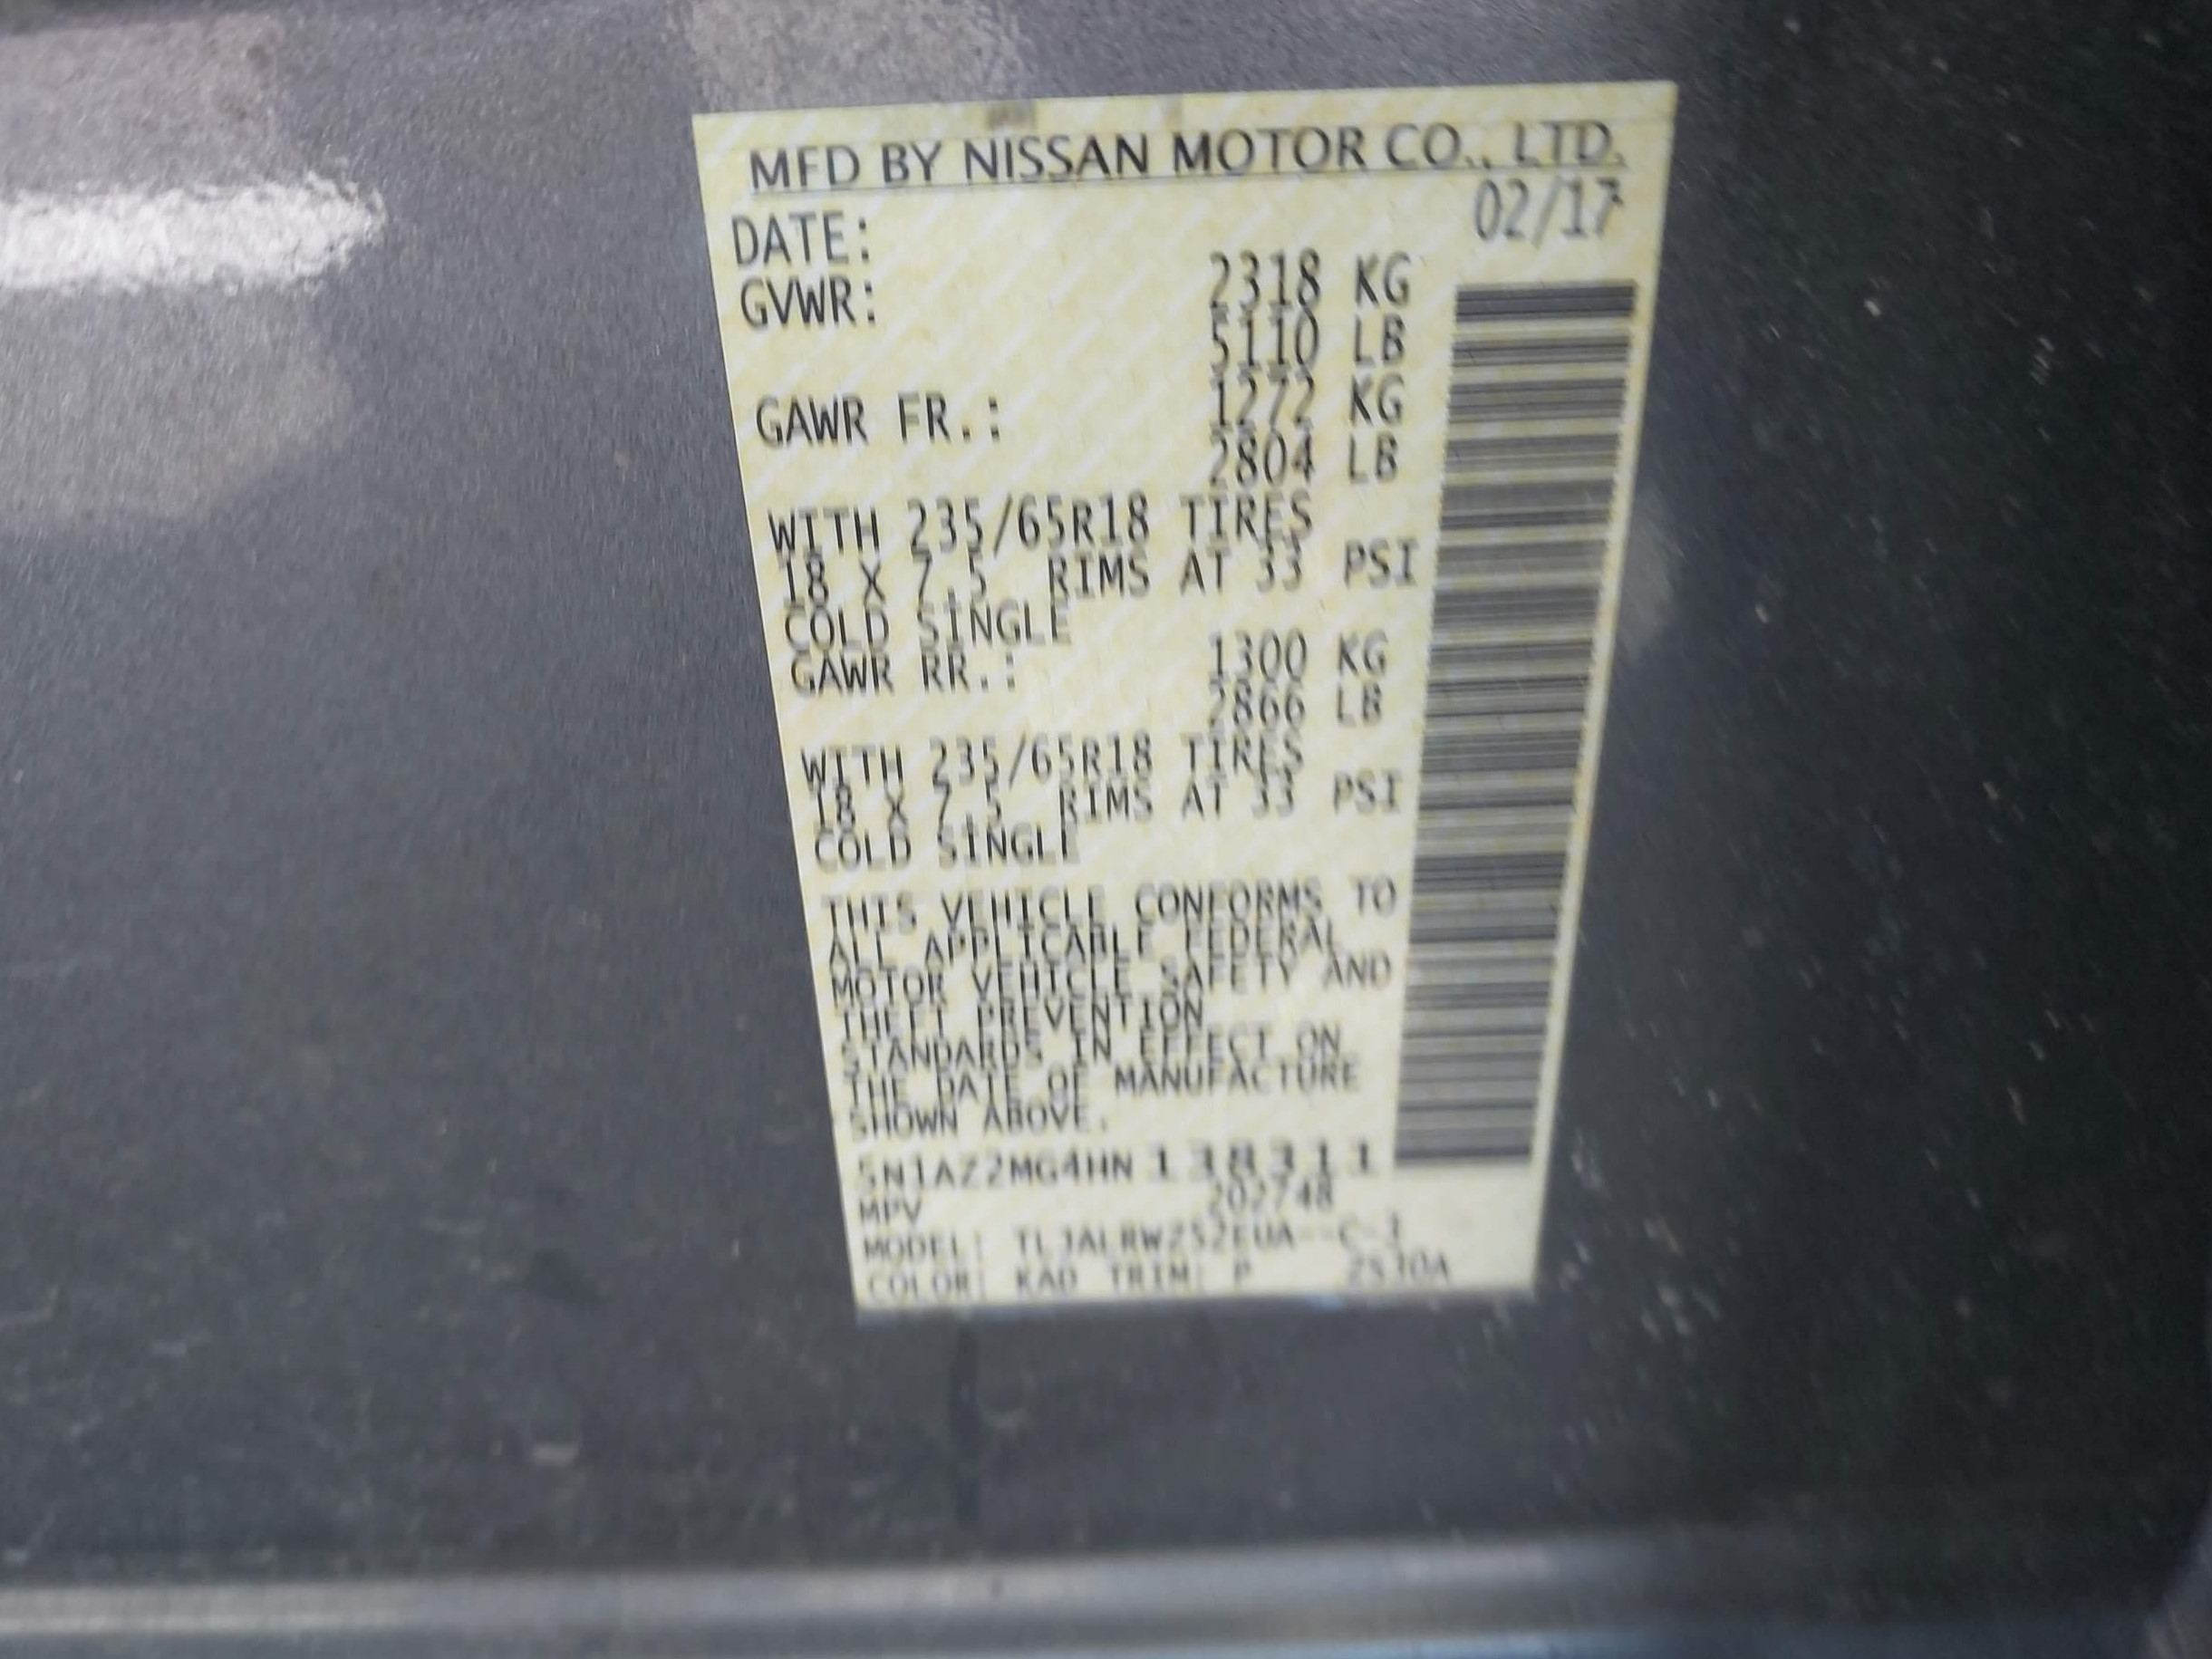 MFD BY NISSAN MOTOR CO., LTD.
DATE: 02/17
GVWR: 2318 KG
5110 LB
GAWR FR.: 1272 KG
2804 LB
WITH 235/65R18 TIRES
18 X 7.5 RIMS AT 33 PSI
COLD SINGLE
GAWR RR.: 1300 KG
2866 LB
WITH 235/65R18 TIRES
18 X 7.5 RIMS AT 33 PSI
COLD SINGLE
THIS VEHICLE CONFORMS TO
ALL APPLICABLE FEDERAL
MOTOR VEHICLE SAFETY AND
THEFT PREVENTION
STANDARDS IN EFFECT ON
THE DATE OF MANUFACTURE
SHOWN ABOVE.
5N1AZ2MG4HN138311
MPV 202748
MODEL:
COLOR: KAD TRIM: P